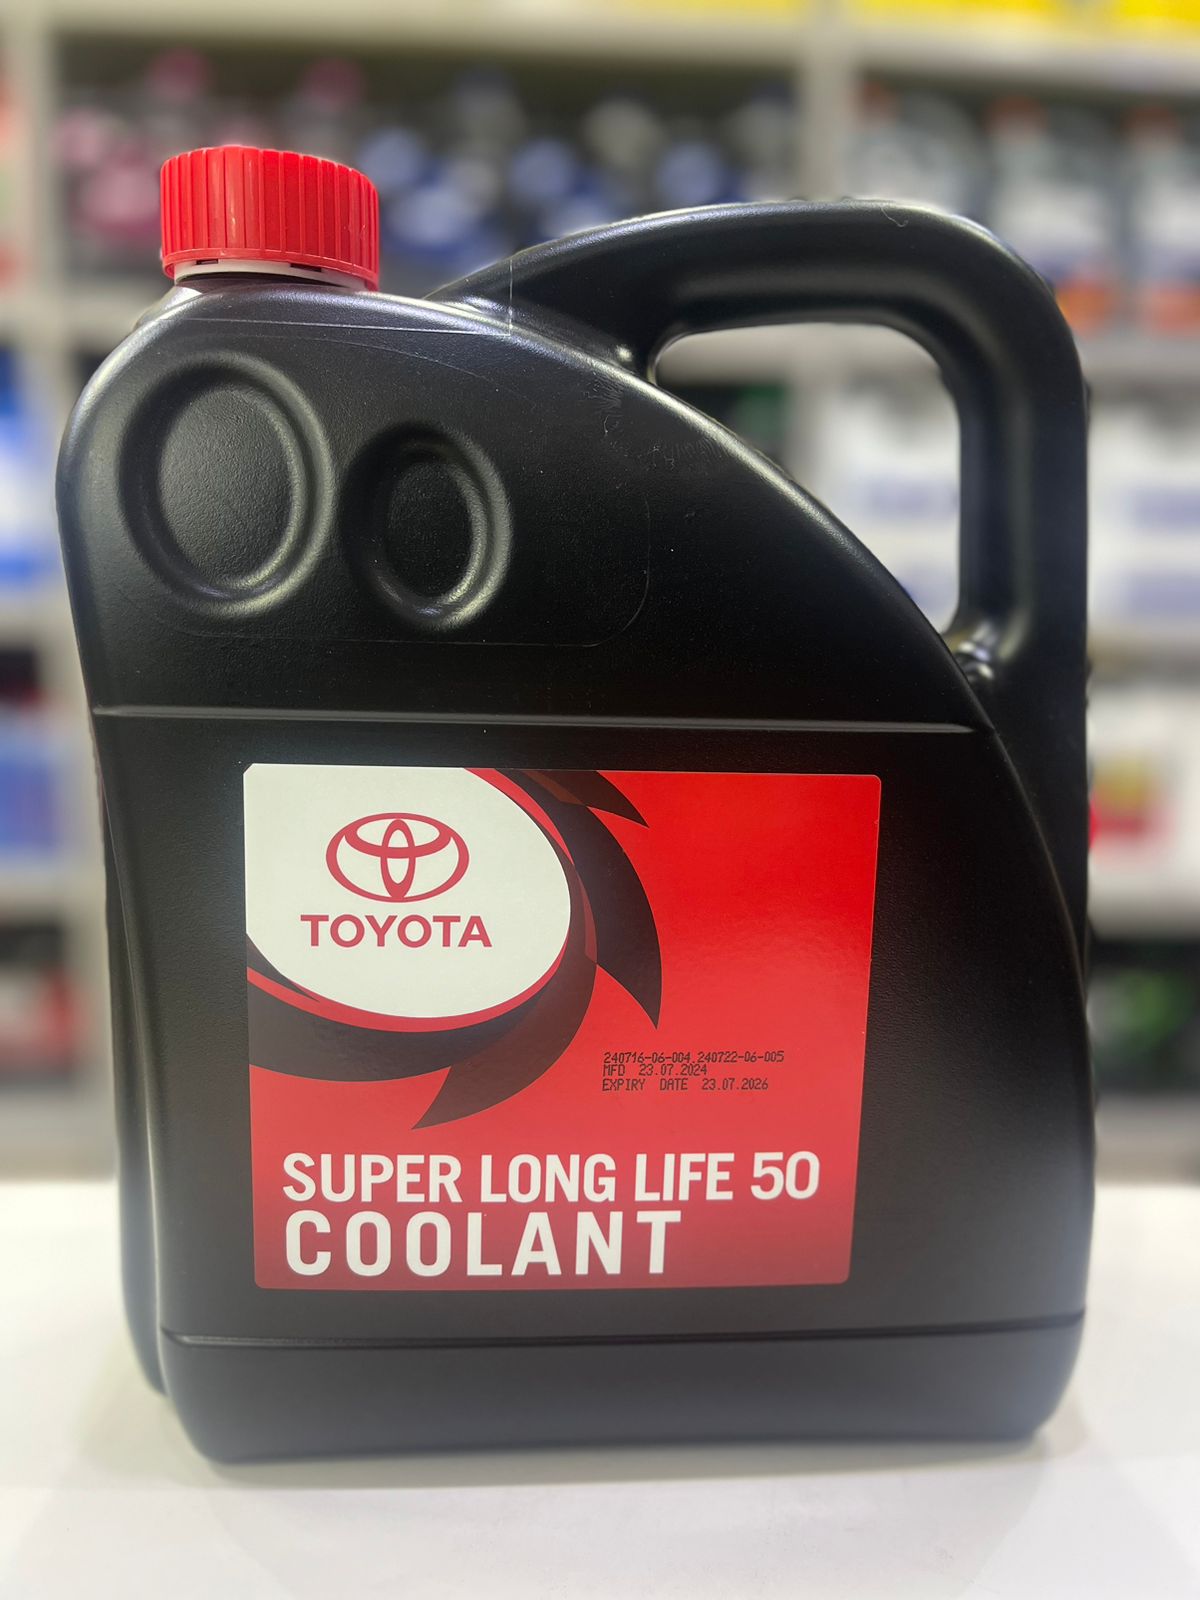 TOYOTA
240716-06-004 240722-06-005
MFD 23.07.2024
EXPIRY DATE 23.07.2026
SUPER LONG LIFE 50
COOLANT